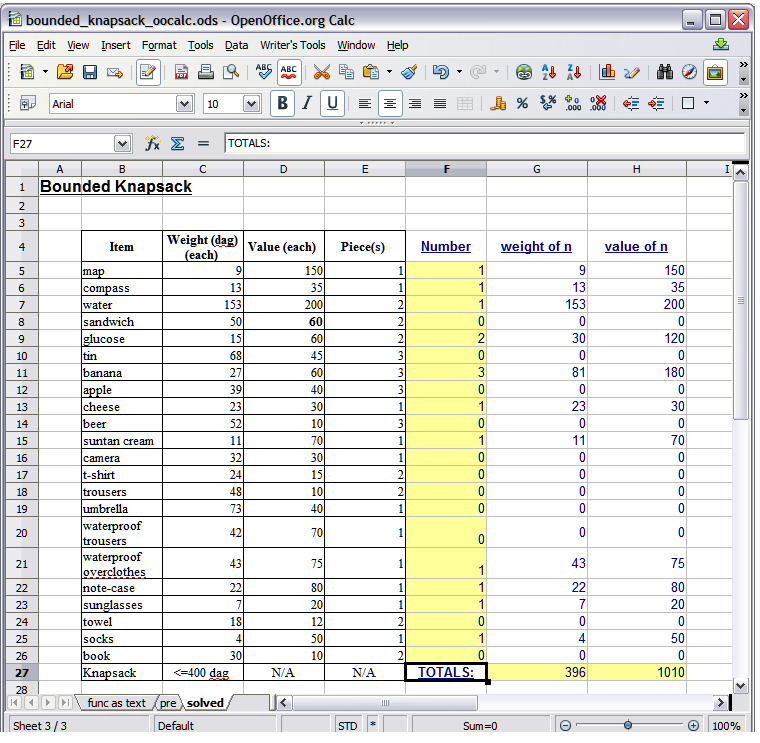 bounded_knapsack_oocalc.ods - OpenOffice.org Calc
File Edit View Insert Format Tools Data Writer's Tools Window Help
Arial 10 B I U
F27 TOTALS:
A B C D E F G H I
1 Bounded Knapsack
2
3
4 Item Weight (dag) (each) Value (each) Piece(s) Number weight of n value of n
5 map 9 150 1 1 9 150
6 compass 13 35 1 1 13 35
7 water 153 200 2 1 153 200
8 sandwich 50 60 2 0 0 0
9 glucose 15 60 2 2 30 120
10 tin 68 45 3 0 0 0
11 banana 27 60 3 3 81 180
12 apple 39 40 3 0 0 0
13 cheese 23 30 1 1 23 30
14 beer 52 10 3 0 0 0
15 suntan cream 11 70 1 1 11 70
16 camera 32 30 1 0 0 0
17 t-shirt 24 15 2 0 0 0
18 trousers 48 10 2 0 0 0
19 umbrella 73 40 1 0 0 0
20 waterproof trousers 42 70 1 0 0 0
21 waterproof overclothes 43 75 1 1 43 75
22 note-case 22 80 1 1 22 80
23 sunglasses 7 20 1 1 7 20
24 towel 18 12 2 0 0 0
25 socks 4 50 1 1 4 50
26 book 30 10 2 0 0 0
27 Knapsack <=400 dag N/A N/A TOTALS: 396 1010
28
func as text pre solved
Sheet 3 / 3 Default STD * Sum=0 100%